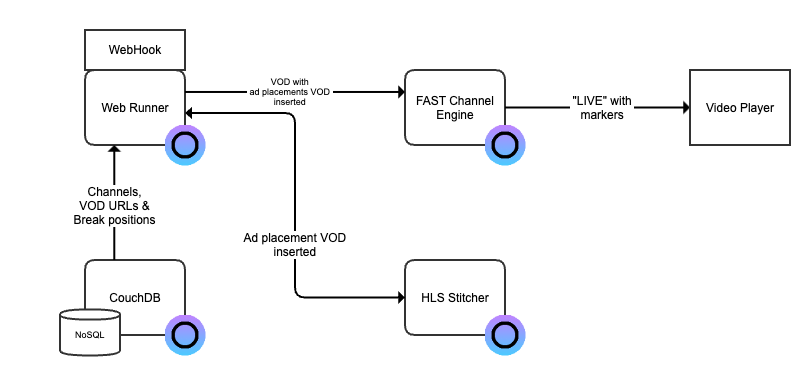 WebHook
Web Runner
VOD with
ad placements VOD
inserted
FAST Channel
Engine
"LIVE" with
markers
Video Player
Channels,
VOD URLs &
Break positions
Ad placement VOD
inserted
CouchDB
NoSQL
HLS Stitcher